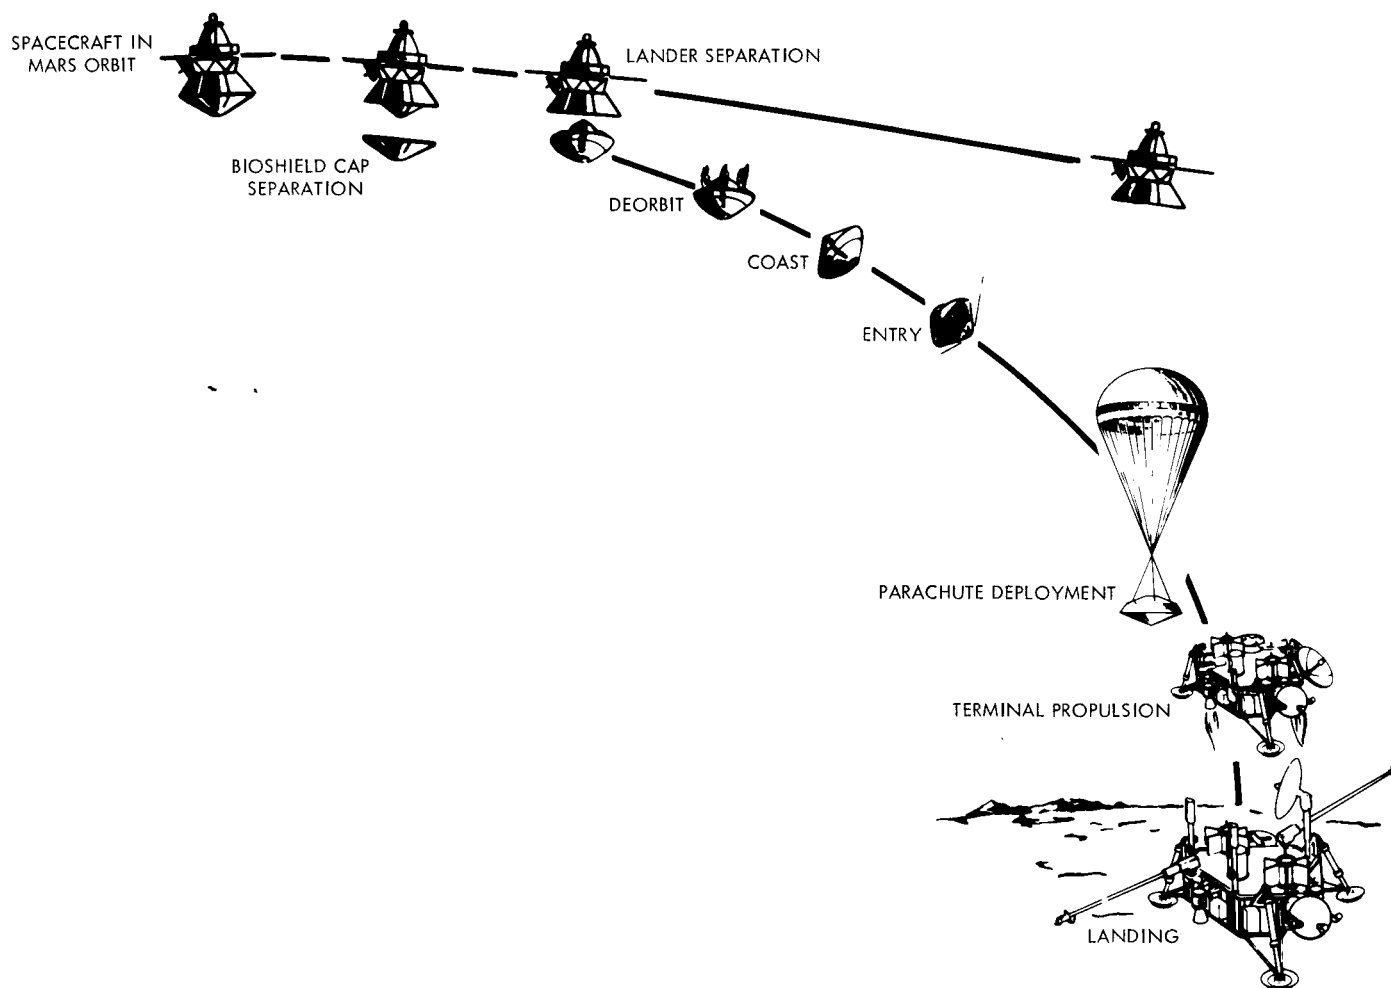 SPACECRAFT IN
MARS ORBIT
LANDER SEPARATION
BIOSHIELD CAP
SEPARATION
DEORBIT
COAST
ENTRY
PARACHUTE DEPLOYMENT
TERMINAL PROPULSION
LANDING